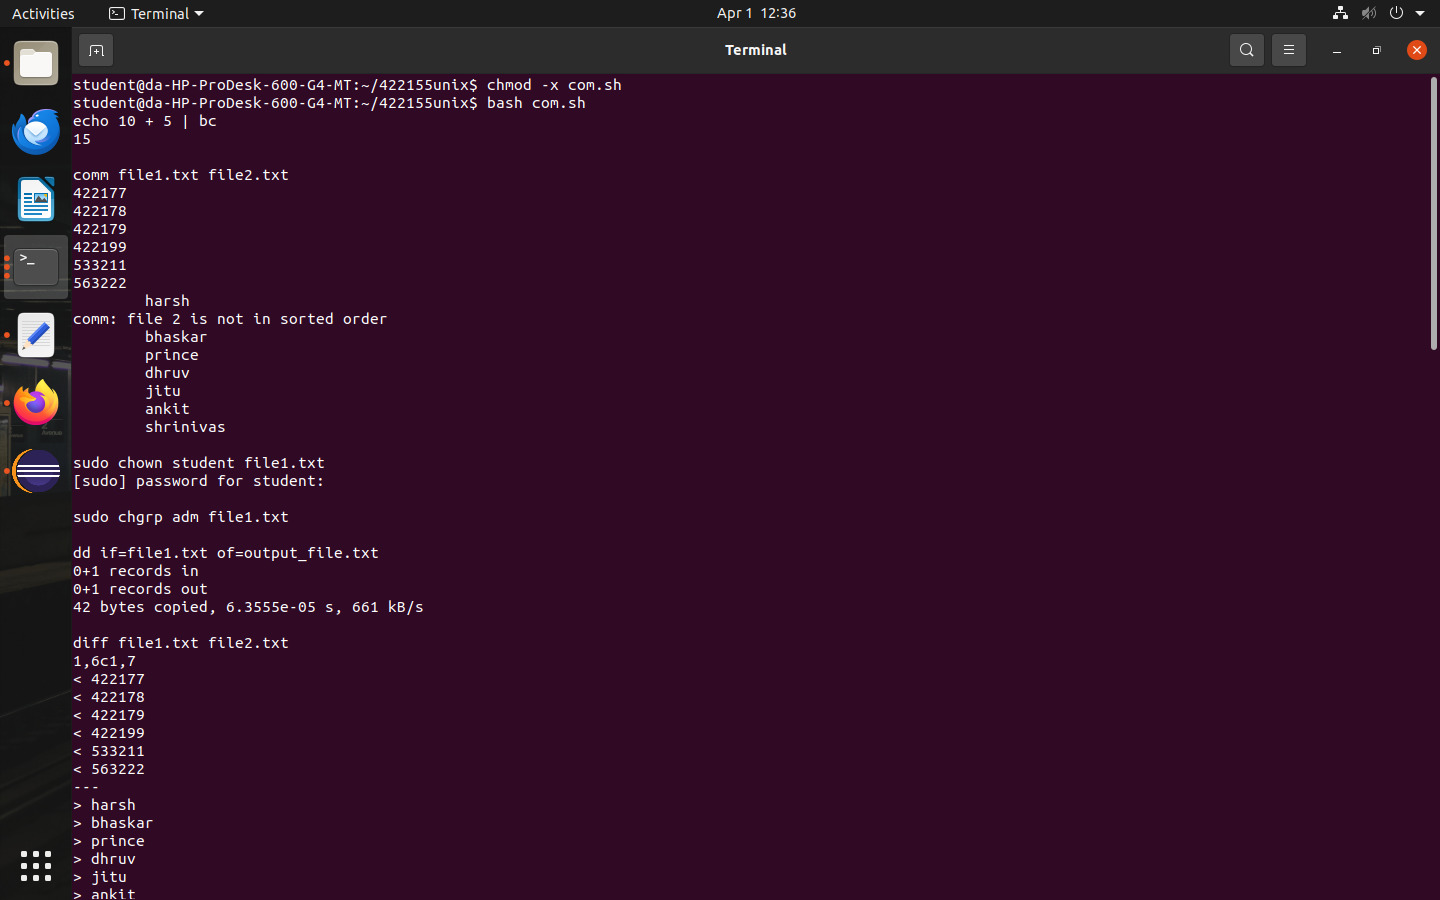 Activities Terminal Apr 1 12:36
Terminal
student@da-HP-ProDesk-600-G4-MT:~/422155unix$ chmod -x com.sh
student@da-HP-ProDesk-600-G4-MT:~/422155unix$ bash com.sh
echo 10 + 5 | bc
15
comm file1.txt file2.txt
422177
422178
422179
422199
533211
563222
harsh
comm: file 2 is not in sorted order
bhaskar
prince
dhruv
jitu
ankit
shrinivas
sudo chown student file1.txt
[sudo] password for student:
sudo chgrp adm file1.txt
dd if=file1.txt of=output_file.txt
0+1 records in
0+1 records out
42 bytes copied, 6.3555e-05 s, 661 kB/s
diff file1.txt file2.txt
1,6c1,7
< 422177
< 422178
< 422179
< 422199
< 533211
< 563222
---
> harsh
> bhaskar
> prince
> dhruv
> jitu
> ankit